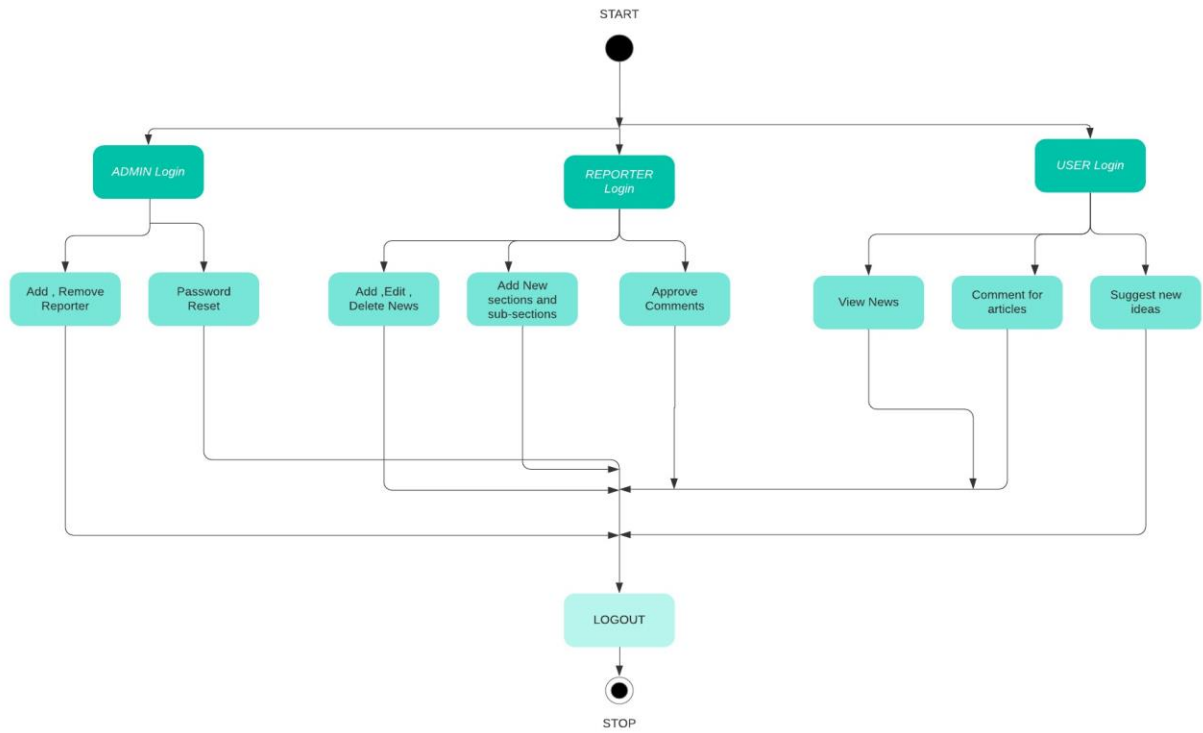 START
ADMIN Login
REPORTER
Login
USER Login
Add , Remove
Reporter
Password
Reset
Add ,Edit ,
Delete News
Add New
sections and
sub-sections
Approve
Comments
View News
Comment for
articles
Suggest new
ideas
LOGOUT
STOP